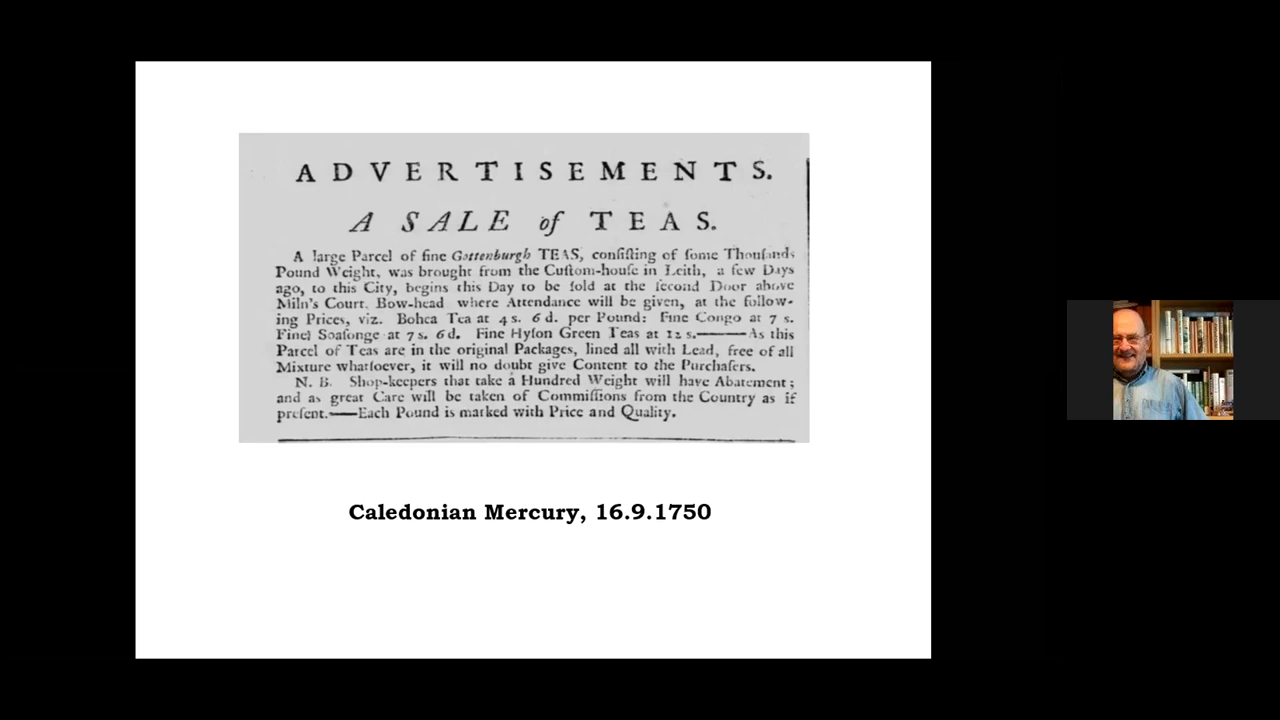 ADVERTISEMENTS.
A SALE of TEAS.
A large Parcel of fine Gottenburgh TEAS, conſiſting of ſome Thouſands
Pound Weight, was brought from the Cuſtom-houſe in Leith, a few Days
ago, to this City, begins this Day to be ſold at the ſecond Door above
Miln's Court, Bow-head where Attendance will be given, at the follow-
ing Prices, viz. Bohea Tea at 4 s. 6 d. per Pound: Fine Congo at 7 s.
Fine Soaſonge at 7 s. 6 d. Fine Hyſon Green Teas at 12 s.——As this
Parcel of Teas are in the original Packages, lined all with Lead, free of all
Mixture whatſoever, it will no doubt give Content to the Purchaſers.
N. B. Shop-keepers that take a Hundred Weight will have Abatement;
and as great Care will be taken of Commiſſions from the Country as if
preſent.——Each Pound is marked with Price and Quality.
Caledonian Mercury, 16.9.1750